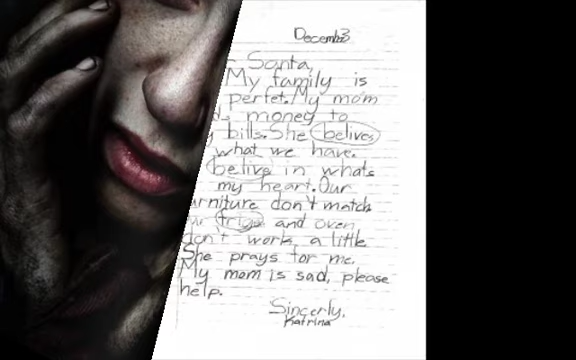 December3
Santa,
My family is
perfet. My mom
money to
bills. She belives
what we have.
belive in whats
my heart. Our
rniture don't match
and oven
don't work, a little
She prays for me.
My mom is sad, please
help.
Sincerly,
Katrina